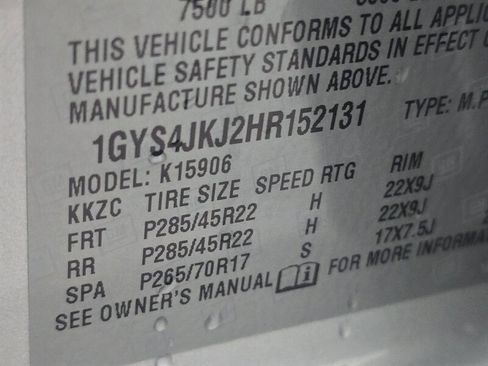 7500 LB
THIS VEHICLE CONFORMS TO ALL
VEHICLE SAFETY STANDARDS IN EFFECT
MANUFACTURE SHOWN ABOVE.
1GYS4JKJ2HR152131 TYPE: M.P
MODEL: K15906
KKZC TIRE SIZE SPEED RTG RIM
FRT P285/45R22 H 22X9J
RR P285/45R22 H 22X9J
SPA P265/70R17 S 17X7.5J
SEE OWNER'S MANUAL FOR MORE